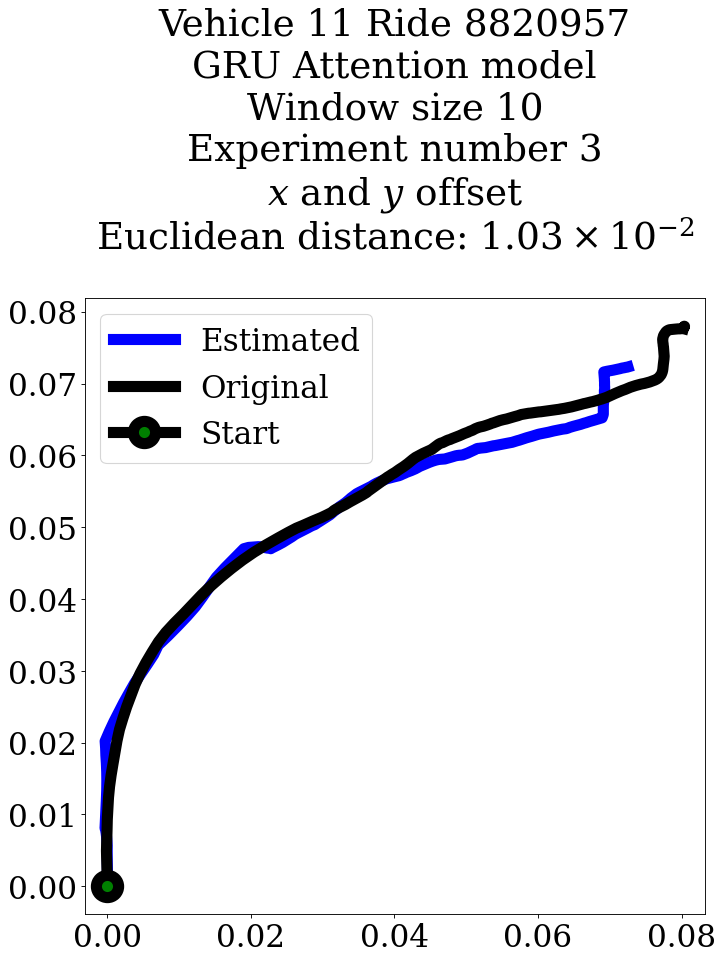 Vehicle 11 Ride 8820957
GRU Attention model
Window size 10
Experiment number 3
x and y offset
Euclidean distance: 1.03 × 10⁻²
Estimated
Original
Start
0.08
0.07
0.06
0.05
0.04
0.03
0.02
0.01
0.00
0.00 0.02 0.04 0.06 0.08